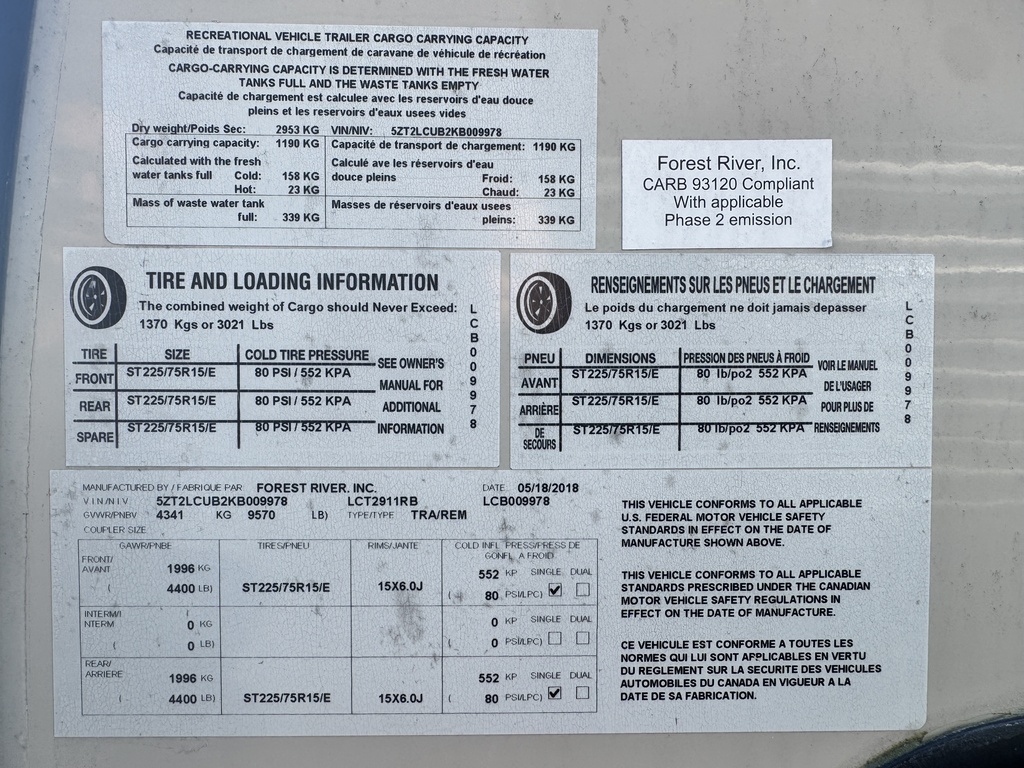 RECREATIONAL VEHICLE TRAILER CARGO CARRYING CAPACITY
Capacité de transport de chargement de caravane de véhicule de récréation
CARGO-CARRYING CAPACITY IS DETERMINED WITH THE FRESH WATER
TANKS FULL AND THE WASTE TANKS EMPTY
Capacité de chargement est calculee avec les reservoirs d'eau douce
pleins et les reservoirs d'eaux usees vides
Dry weight/Poids Sec: 2953 KG VIN/NIV: 5ZT2LCUB2KB009978
Cargo carrying capacity: 1190 KG Capacité de transport de chargement: 1190 KG
Calculated with the fresh Calculé ave les réservoirs d'eau
water tanks full Cold: 158 KG douce pleins Froid: 158 KG
Hot: 23 KG Chaud: 23 KG
Mass of waste water tank Masses de réservoirs d'eaux usees
full: 339 KG pleins: 339 KG
Forest River, Inc.
CARB 93120 Compliant
With applicable
Phase 2 emission
TIRE AND LOADING INFORMATION
The combined weight of Cargo should Never Exceed:
1370 Kgs or 3021 Lbs
TIRE SIZE COLD TIRE PRESSURE SEE OWNER'S
FRONT ST225/75R15/E 80 PSI / 552 KPA MANUAL FOR
REAR ST225/75R15/E 80 PSI / 552 KPA ADDITIONAL
SPARE ST225/75R15/E 80 PSI / 552 KPA INFORMATION
LCB009978
RENSEIGNEMENTS SUR LES PNEUS ET LE CHARGEMENT
Le poids du chargement ne doit jamais depasser
1370 Kgs or 3021 Lbs
PNEU DIMENSIONS PRESSION DES PNEUS À FROID VOIR LE MANUEL
AVANT ST225/75R15/E 80 lb/po2 552 KPA DE L'USAGER
ARRIÈRE ST225/75R15/E 80 lb/po2 552 KPA POUR PLUS DE
DE SECOURS ST225/75R15/E 80 lb/po2 552 KPA RENSEIGNEMENTS
LCB009978
MANUFACTURED BY / FABRIQUE PAR FOREST RIVER, INC. DATE 05/18/2018
VIN/NIV 5ZT2LCUB2KB009978 LCT2911RB LCB009978
GVWR/PNBV 4341 KG 9570 LB) TYPE/TYPE TRA/REM
COUPLER SIZE
GAWR/PNBE TIRES/PNEU RIMS/JANTE COLD INFL. PRESS/PRESS DE
GONFL. A FROID
FRONT/
AVANT 1996 KG 552 KP SINGLE DUAL
( 4400 LB) ST225/75R15/E 15X6.0J ( 80 PSI/LPC) ☑ ☐
INTERM/I
NTERM 0 KG 0 KP SINGLE DUAL
( 0 LB) ( 0 PSI/LPC) ☐ ☐
REAR/
ARRIERE 1996 KG 552 KP SINGLE DUAL
( 4400 LB) ST225/75R15/E 15X6.0J ( 80 PSI/LPC) ☑ ☐
THIS VEHICLE CONFORMS TO ALL APPLICABLE
U.S. FEDERAL MOTOR VEHICLE SAFETY
STANDARDS IN EFFECT ON THE DATE OF
MANUFACTURE SHOWN ABOVE.
THIS VEHICLE CONFORMS TO ALL APPLICABLE
STANDARDS PRESCRIBED UNDER THE CANADIAN
MOTOR VEHICLE SAFETY REGULATIONS IN
EFFECT ON THE DATE OF MANUFACTURE.
CE VEHICULE EST CONFORME A TOUTES LES
NORMES QUI LUI SONT APPLICABLES EN VERTU
DU REGLEMENT SUR LA SECURITE DES VEHICULES
AUTOMOBILES DU CANADA EN VIGUEUR A LA
DATE DE SA FABRICATION.